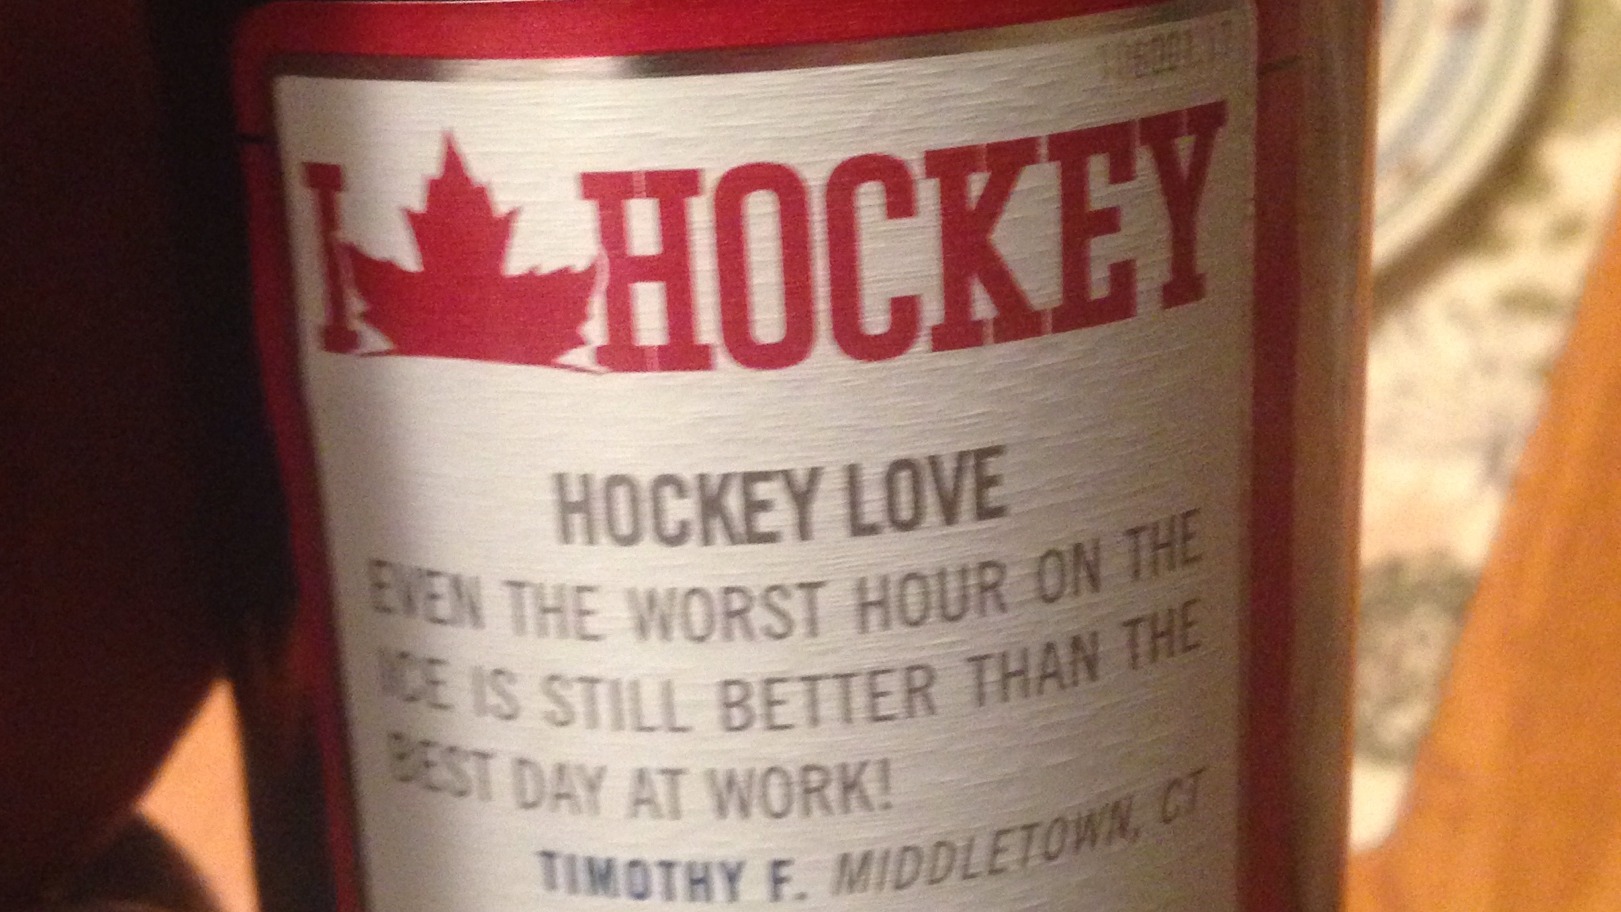 I HOCKEY
HOCKEY LOVE
EVEN THE WORST HOUR ON THE
ICE IS STILL BETTER THAN THE
BEST DAY AT WORK!
TIMOTHY F. MIDDLETOWN, CT